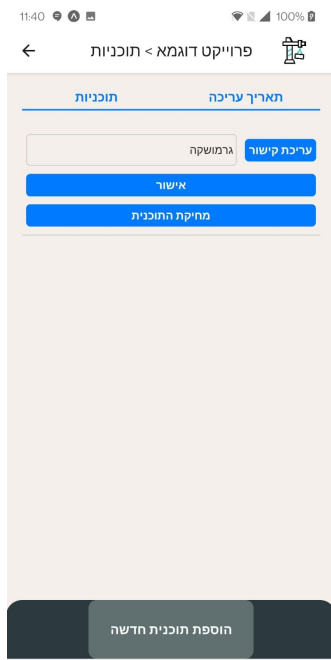 11:40 100%
פרוייקט דוגמא > תוכניות
תאריך עריכה תוכניות
עריכת קישור גרמושקה
אישור
מחיקת התוכנית
הוספת תוכנית חדשה